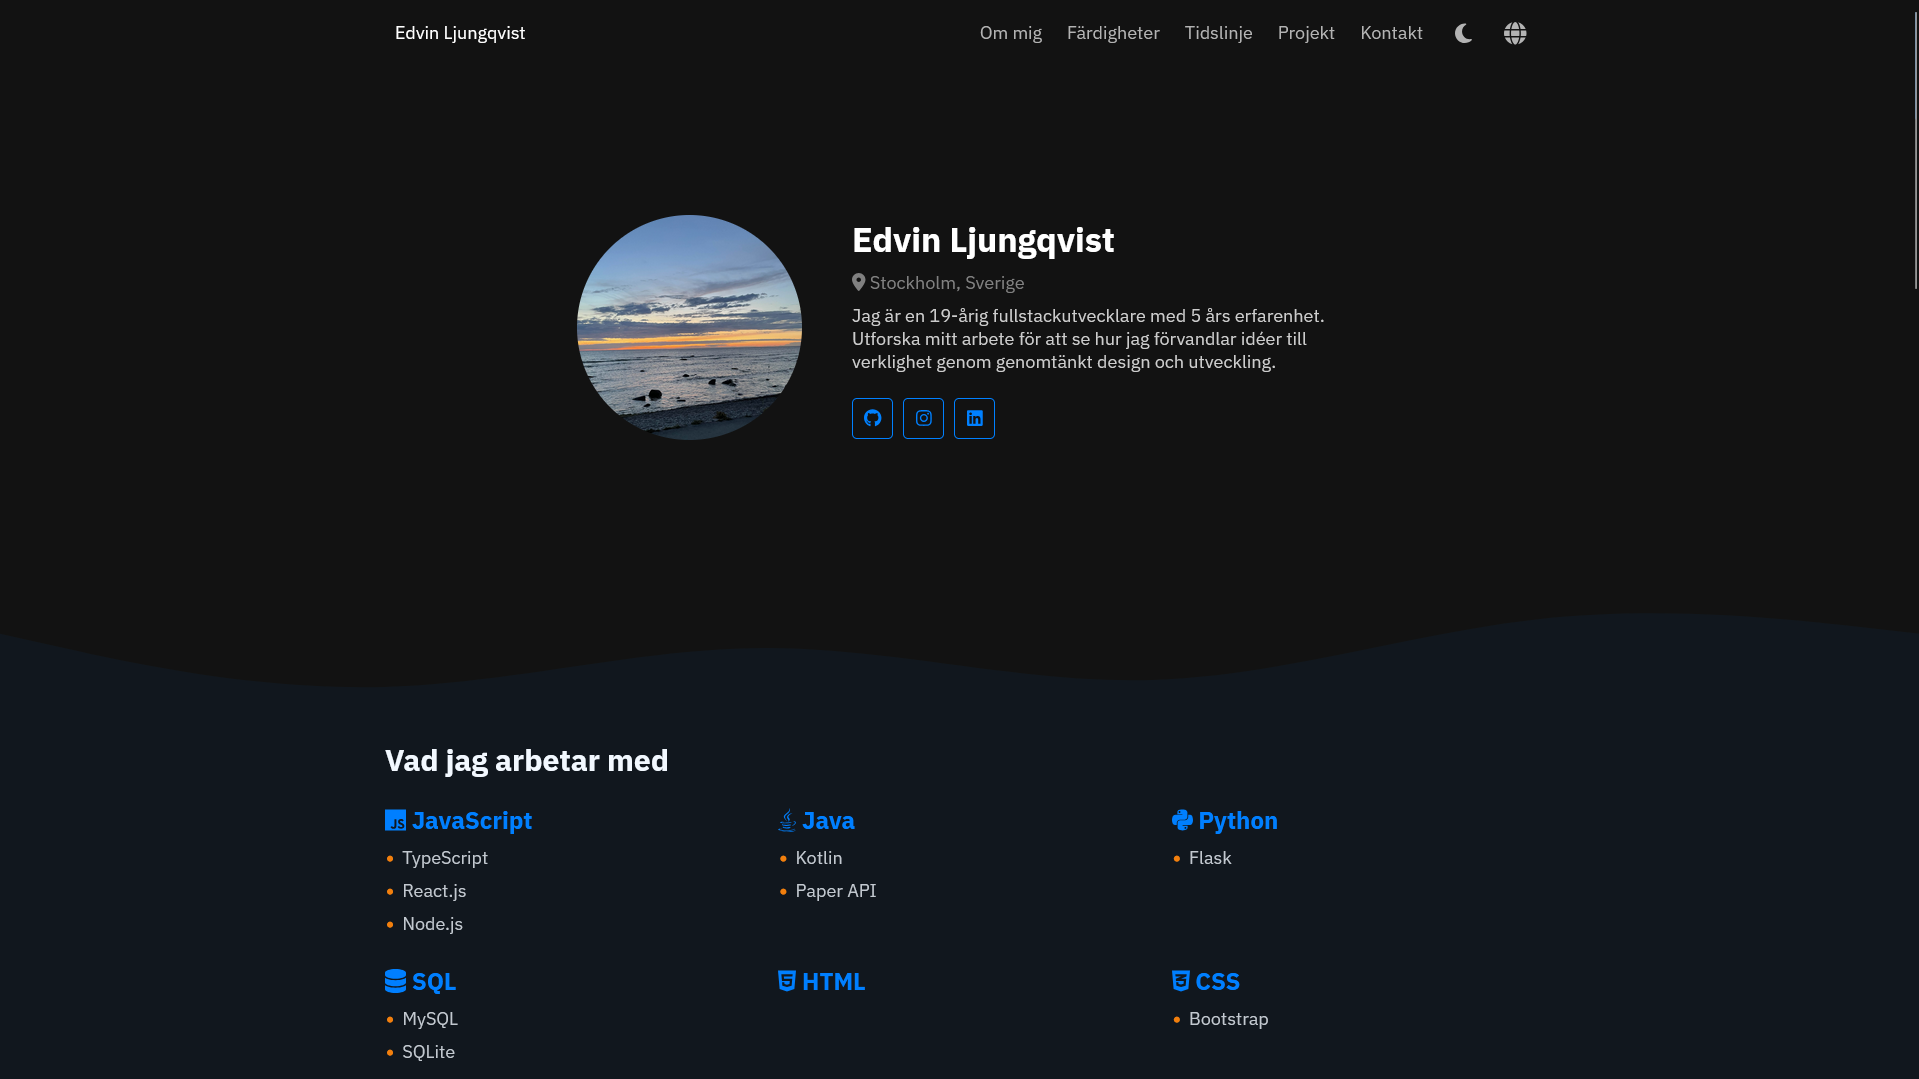 Edvin Ljungqvist
Om mig
Färdigheter
Tidslinje
Projekt
Kontakt
Edvin Ljungqvist
Stockholm, Sverige
Jag är en 19-årig fullstackutvecklare med 5 års erfarenhet.
Utforska mitt arbete för att se hur jag förvandlar idéer till
verklighet genom genomtänkt design och utveckling.
Vad jag arbetar med
JavaScript
• TypeScript
• React.js
• Node.js
Java
• Kotlin
• Paper API
Python
• Flask
SQL
• MySQL
• SQLite
HTML
CSS
• Bootstrap